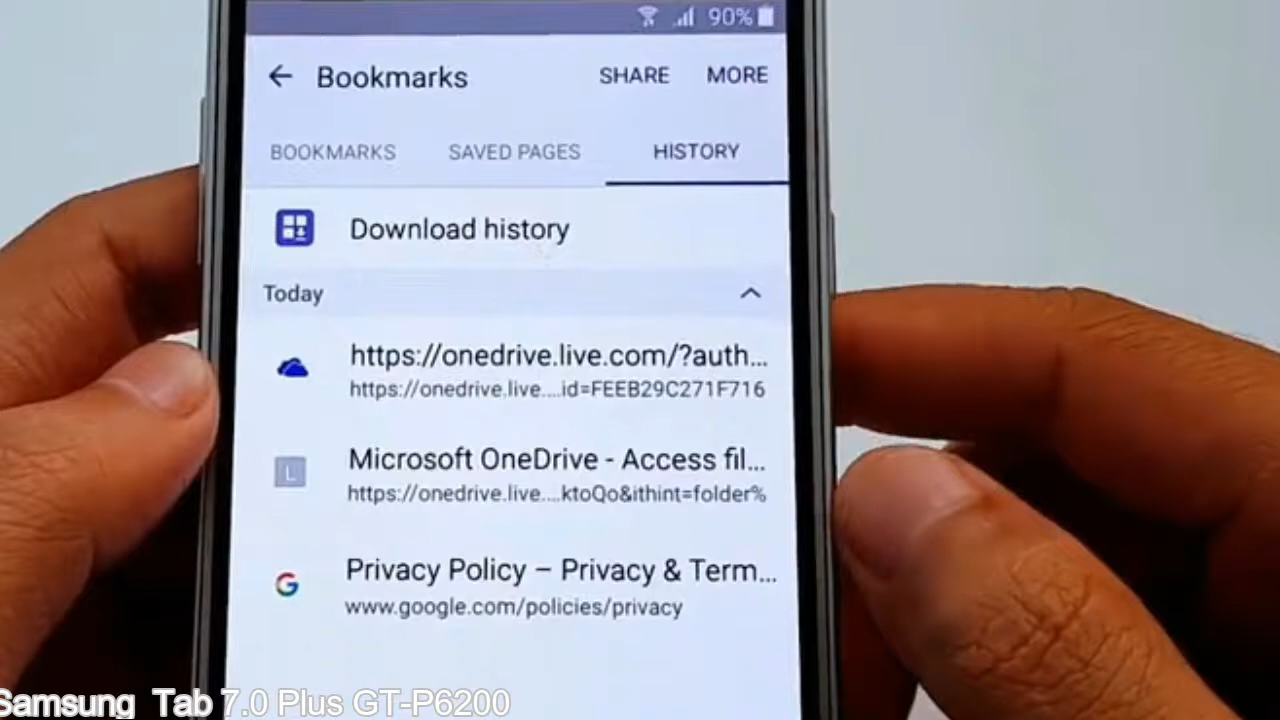 90%
Bookmarks SHARE MORE
BOOKMARKS SAVED PAGES HISTORY
Download history
Today
https://onedrive.live.com/?auth...
https://onedrive.live....id=FEEB29C271F716
Microsoft OneDrive - Access fil...
L
https://onedrive.live....ktoQo&ithint=folder%
Privacy Policy – Privacy & Term...
G
www.google.com/policies/privacy
Samsung Tab 7.0 Plus GT-P6200